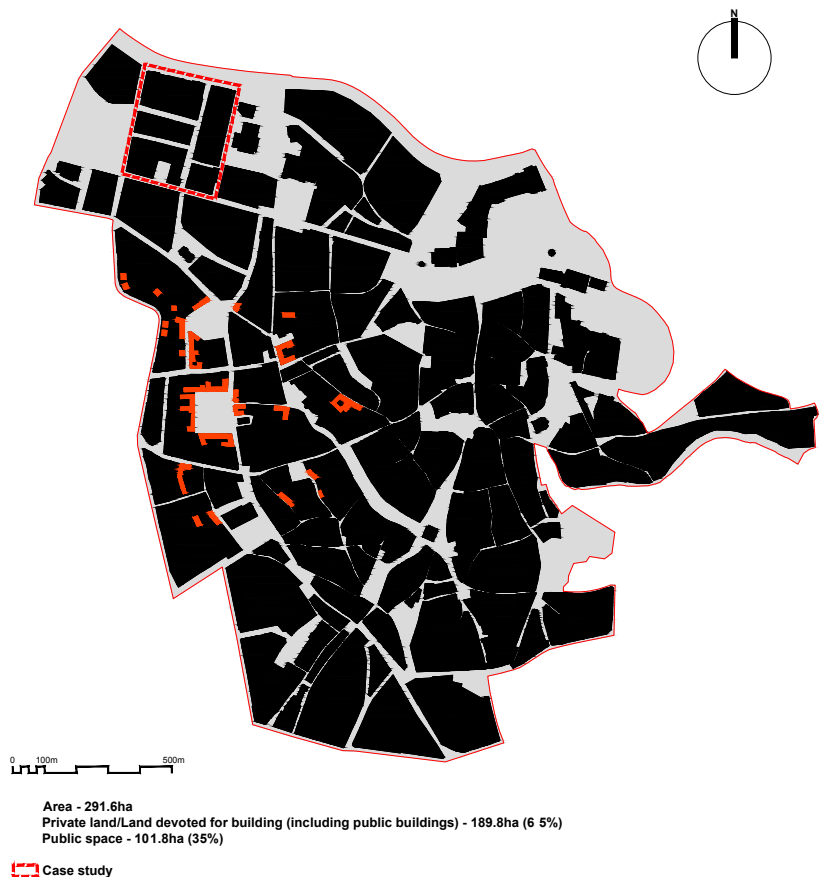 N
0 100m 500m
Area - 291.6ha
Private land/Land devoted for building (including public buildings) - 189.8ha (6 5%)
Public space - 101.8ha (35%)
Case study